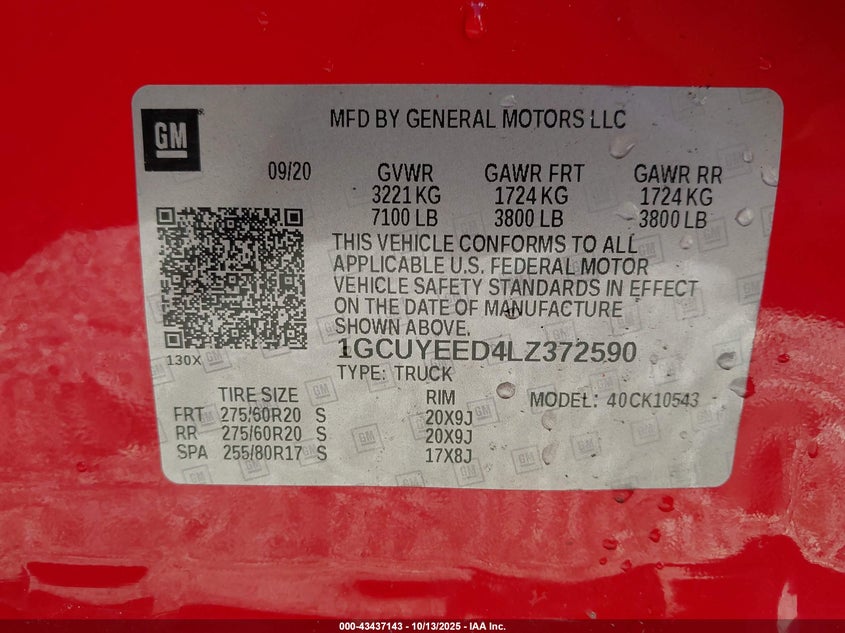 GM
MFD BY GENERAL MOTORS LLC
09/20 GVWR GAWR FRT GAWR RR
3221 KG 1724 KG 1724 KG
7100 LB 3800 LB 3800 LB
THIS VEHICLE CONFORMS TO ALL
APPLICABLE U.S. FEDERAL MOTOR
VEHICLE SAFETY STANDARDS IN EFFECT
ON THE DATE OF MANUFACTURE
SHOWN ABOVE.
130X
1GCUYEED4LZ372590
TYPE: TRUCK
TIRE SIZE RIM MODEL: 40CK10543
FRT 275/60R20 S 20X9J
RR 275/60R20 S 20X9J
SPA 255/80R17 S 17X8J
000-43437143 - 10/13/2025 - IAA Inc.